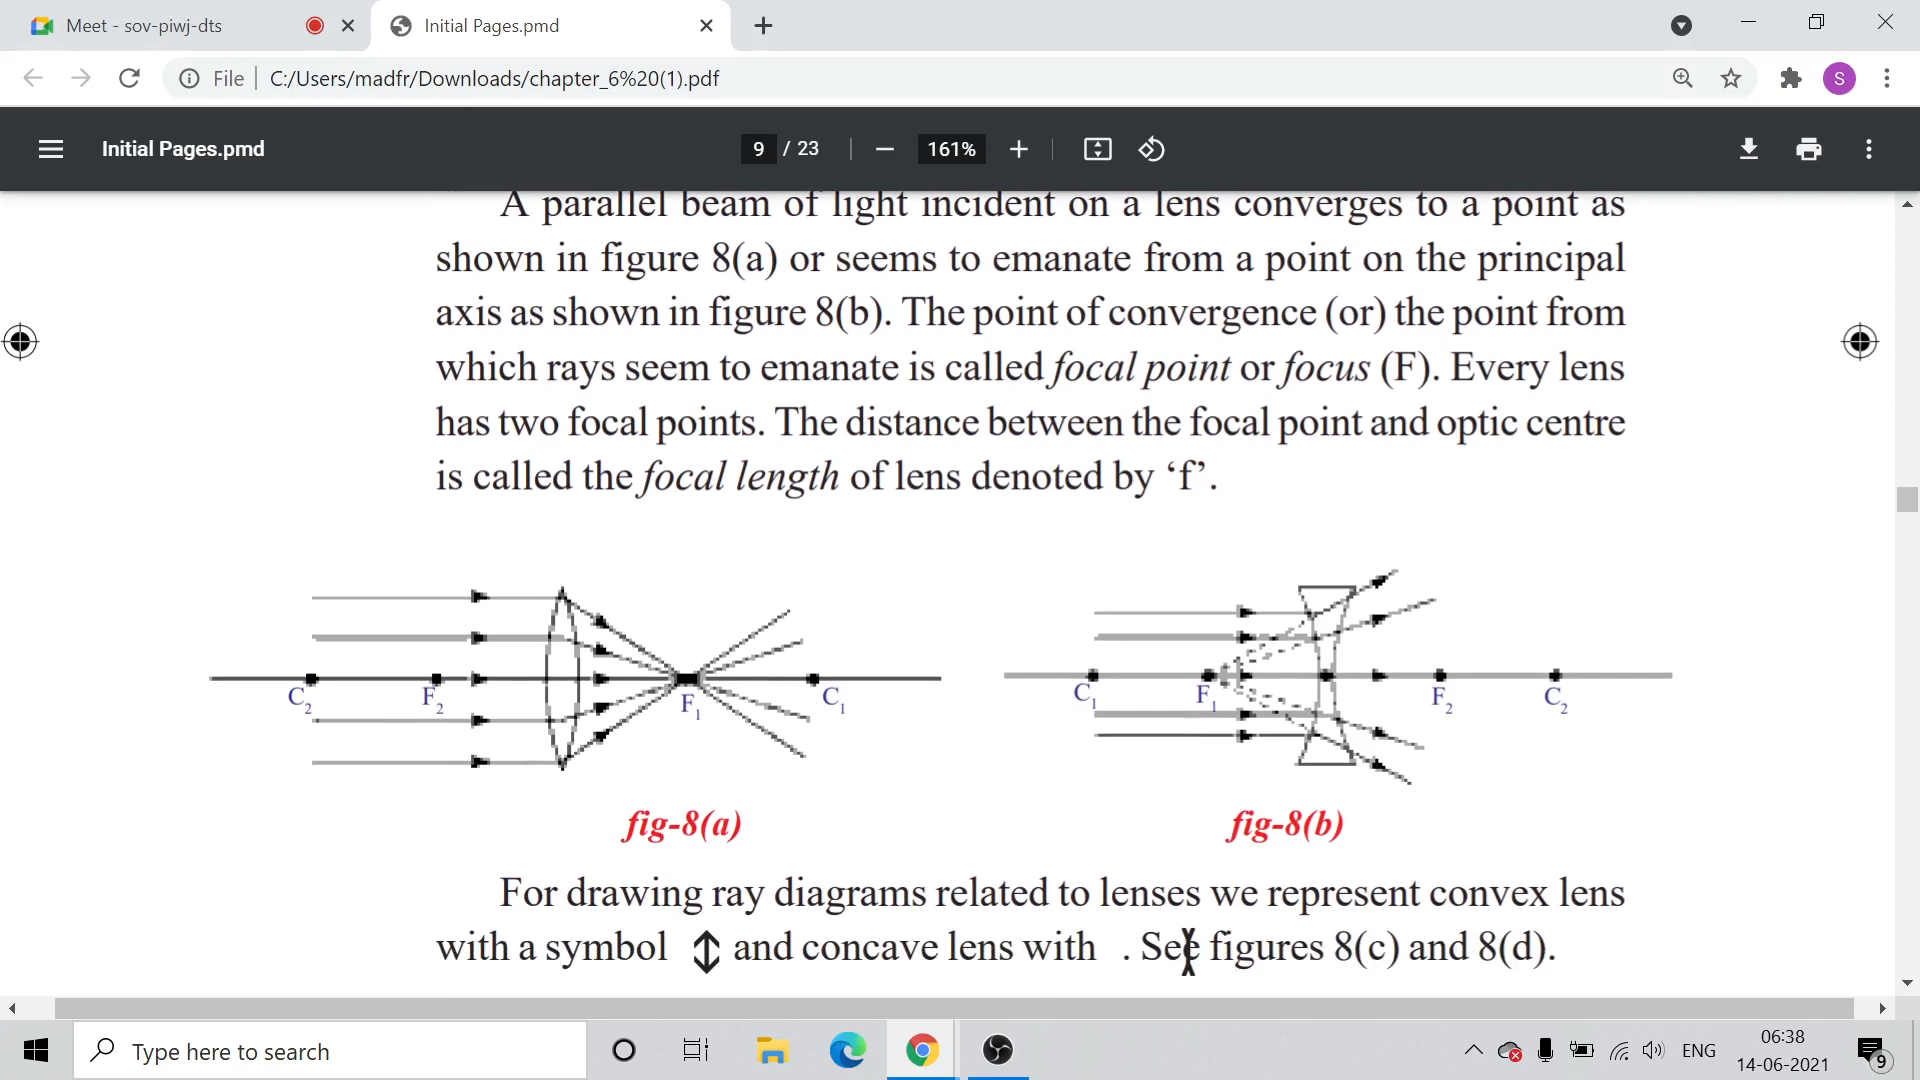 Meet - sov-piwj-dts
Initial Pages.pmd
File
C:/Users/madfr/Downloads/chapter_6%20(1).pdf
S
Initial Pages.pmd
9 / 23
161%
A parallel beam of light incident on a lens converges to a point as
shown in figure 8(a) or seems to emanate from a point on the principal
axis as shown in figure 8(b). The point of convergence (or) the point from
which rays seem to emanate is called focal point or focus (F). Every lens
has two focal points. The distance between the focal point and optic centre
is called the focal length of lens denoted by ‘f’.
C2 F2 F1 C1
C1 F1 F2 C2
fig-8(a)
fig-8(b)
For drawing ray diagrams related to lenses we represent convex lens
with a symbol ↕ and concave lens with . See figures 8(c) and 8(d).
Type here to search
ENG
06:38
14-06-2021
9